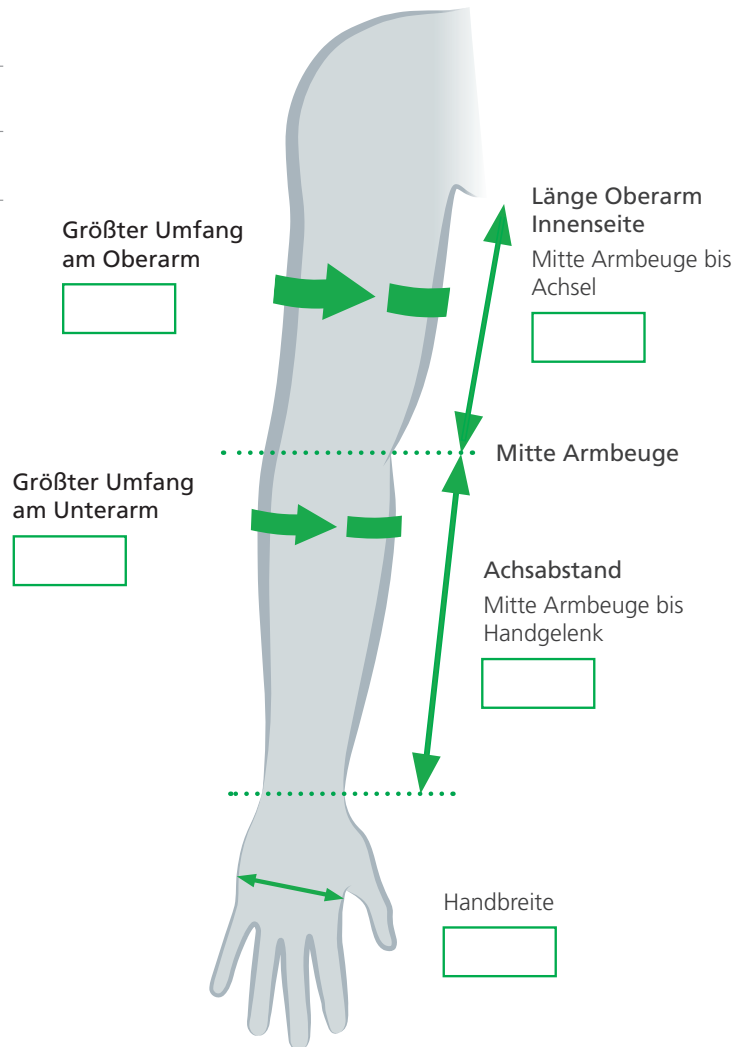 Größter Umfang
am Oberarm
Länge Oberarm
Innenseite
Mitte Armbeuge bis
Achsel
Mitte Armbeuge
Größter Umfang
am Unterarm
Achsabstand
Mitte Armbeuge bis
Handgelenk
Handbreite